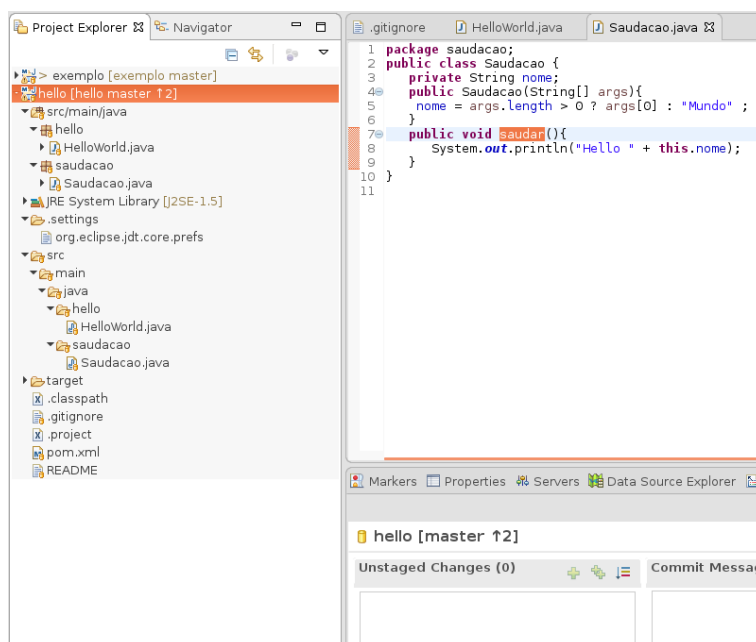 Project Explorer
Navigator
> exemplo [exemplo master]
hello [hello master ↑2]
src/main/java
hello
HelloWorld.java
saudacao
Saudacao.java
JRE System Library [J2SE-1.5]
.settings
org.eclipse.jdt.core.prefs
src
main
java
hello
HelloWorld.java
saudacao
Saudacao.java
target
.classpath
.gitignore
.project
pom.xml
README
.gitignore
HelloWorld.java
Saudacao.java
1 package saudacao;
2 public class Saudacao {
3 private String nome;
4 public Saudacao(String[] args){
5 nome = args.length > 0 ? args[0] : "Mundo" ;
6 }
7 public void saudar(){
8 System.out.println("Hello " + this.nome);
9 }
10 }
11
Markers
Properties
Servers
Data Source Explorer
hello [master ↑2]
Unstaged Changes (0)
Commit Messa